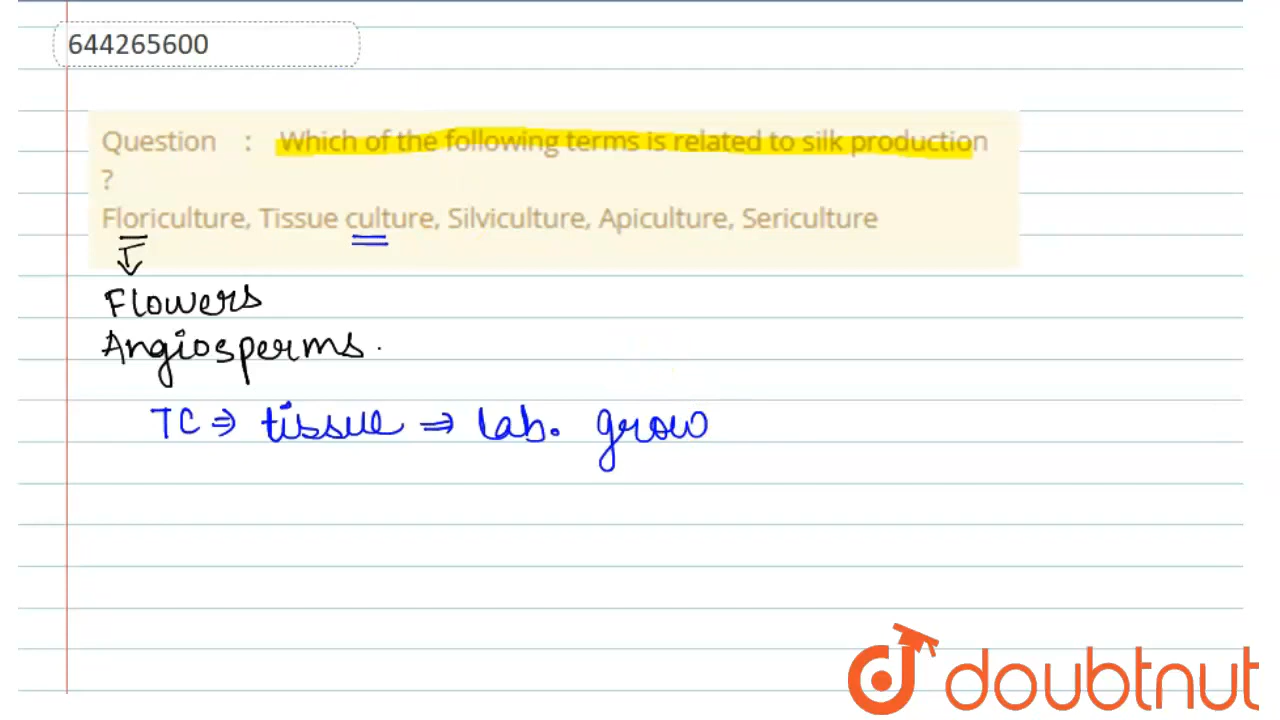 644265600
Question : Which of the following terms is related to silk production
?
Floriculture, Tissue culture, Silviculture, Apiculture, Sericulture
Flowers
Angiosperms.
TC ⇒ tissue ⇒ lab. grow
doubtnut